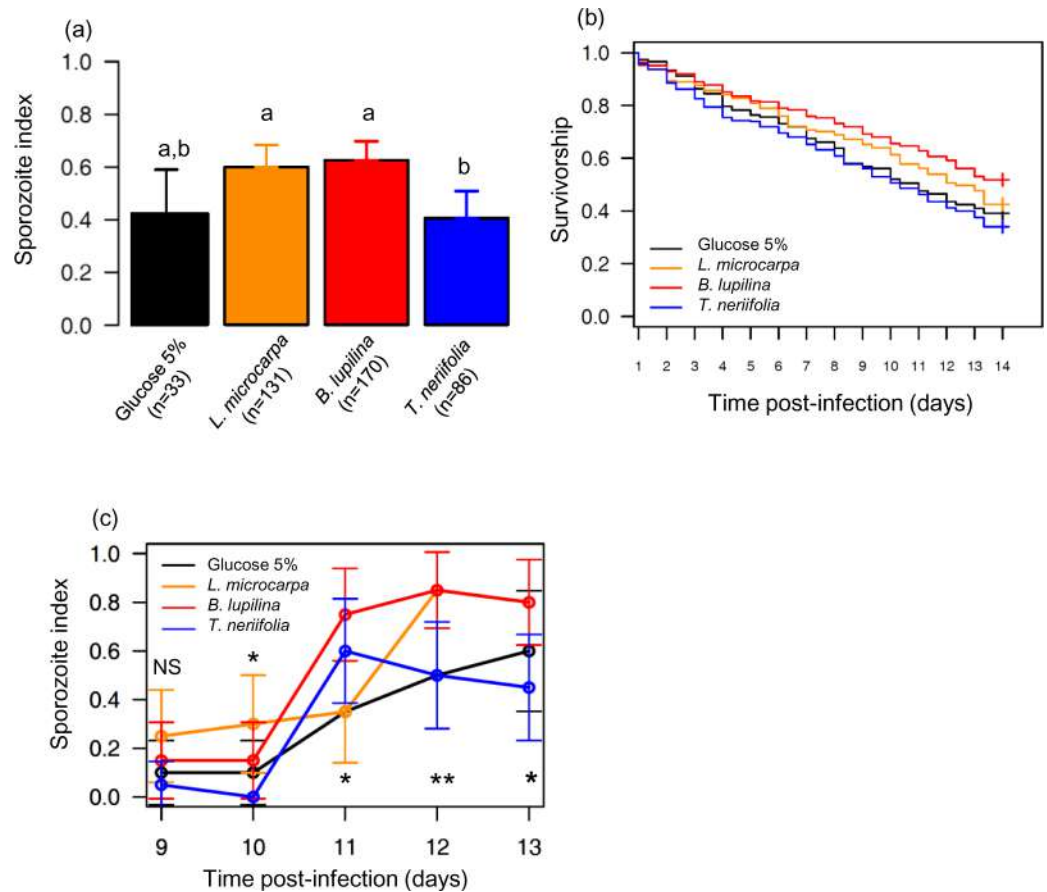 (a)
Sporozoite index
1.0
0.8
0.6
0.4
0.2
0.0
a,b
a
a
b
Glucose 5%
(n=33)
L. microcarpa
(n=131)
B. lupilina
(n=170)
T. neriifolia
(n=86)
(b)
Survivorship
1.0
0.8
0.6
0.4
0.2
0.0
Glucose 5%
L. microcarpa
B. lupilina
T. neriifolia
1 2 3 4 5 6 7 8 9 10 11 12 13 14
Time post-infection (days)
(c)
Sporozoite index
1.0
0.8
0.6
0.4
0.2
0.0
Glucose 5%
L. microcarpa
B. lupilina
T. neriifolia
NS
*
*
**
*
9 10 11 12 13
Time post-infection (days)